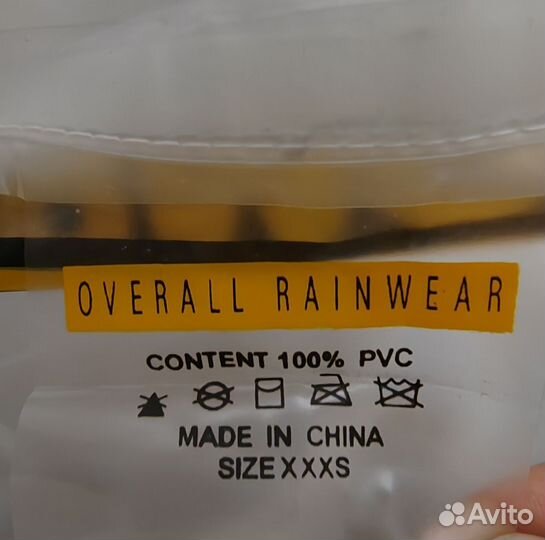 OVERALL RAINWEAR
CONTENT 100% PVC
MADE IN CHINA
SIZE XXXS
Avito